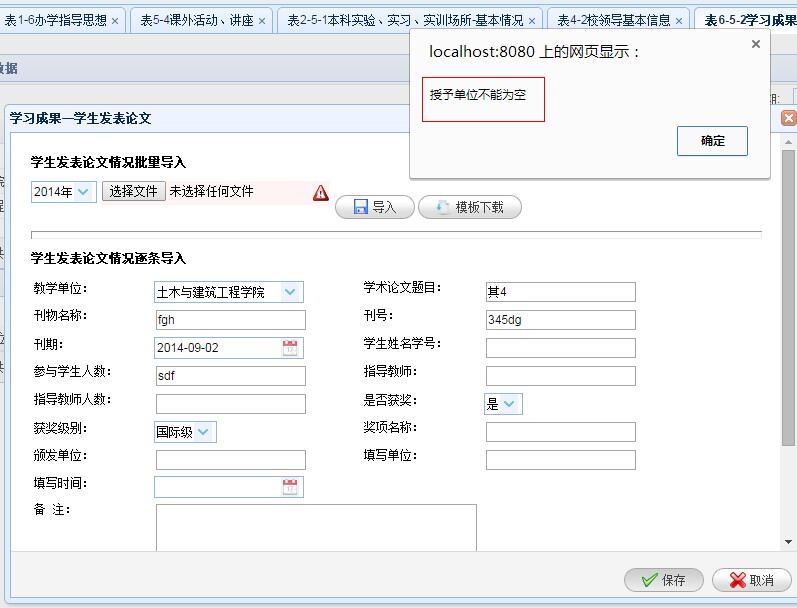 表1-6办学指导思想 ×
表5-4课外活动、讲座 ×
表2-5-1本科实验、实习、实训场所-基本情况 ×
表4-2校领导基本信息 ×
表6-5-2学习成果
数据
localhost:8080 上的网页显示：
授予单位不能为空
确定
期:
学习成果—学生发表论文
学生发表论文情况批量导入
2014年 选择文件 未选择任何文件 导入 模板下载
学生发表论文情况逐条导入
教学单位: 土木与建筑工程学院 学术论文题目: 其4
刊物名称: fgh 刊号: 345dg
刊期: 2014-09-02 学生姓名学号:
参与学生人数: sdf 指导教师:
指导教师人数: 是否获奖: 是
获奖级别: 国际级 奖项名称:
颁发单位: 填写单位:
填写时间:
备 注:
保存 取消